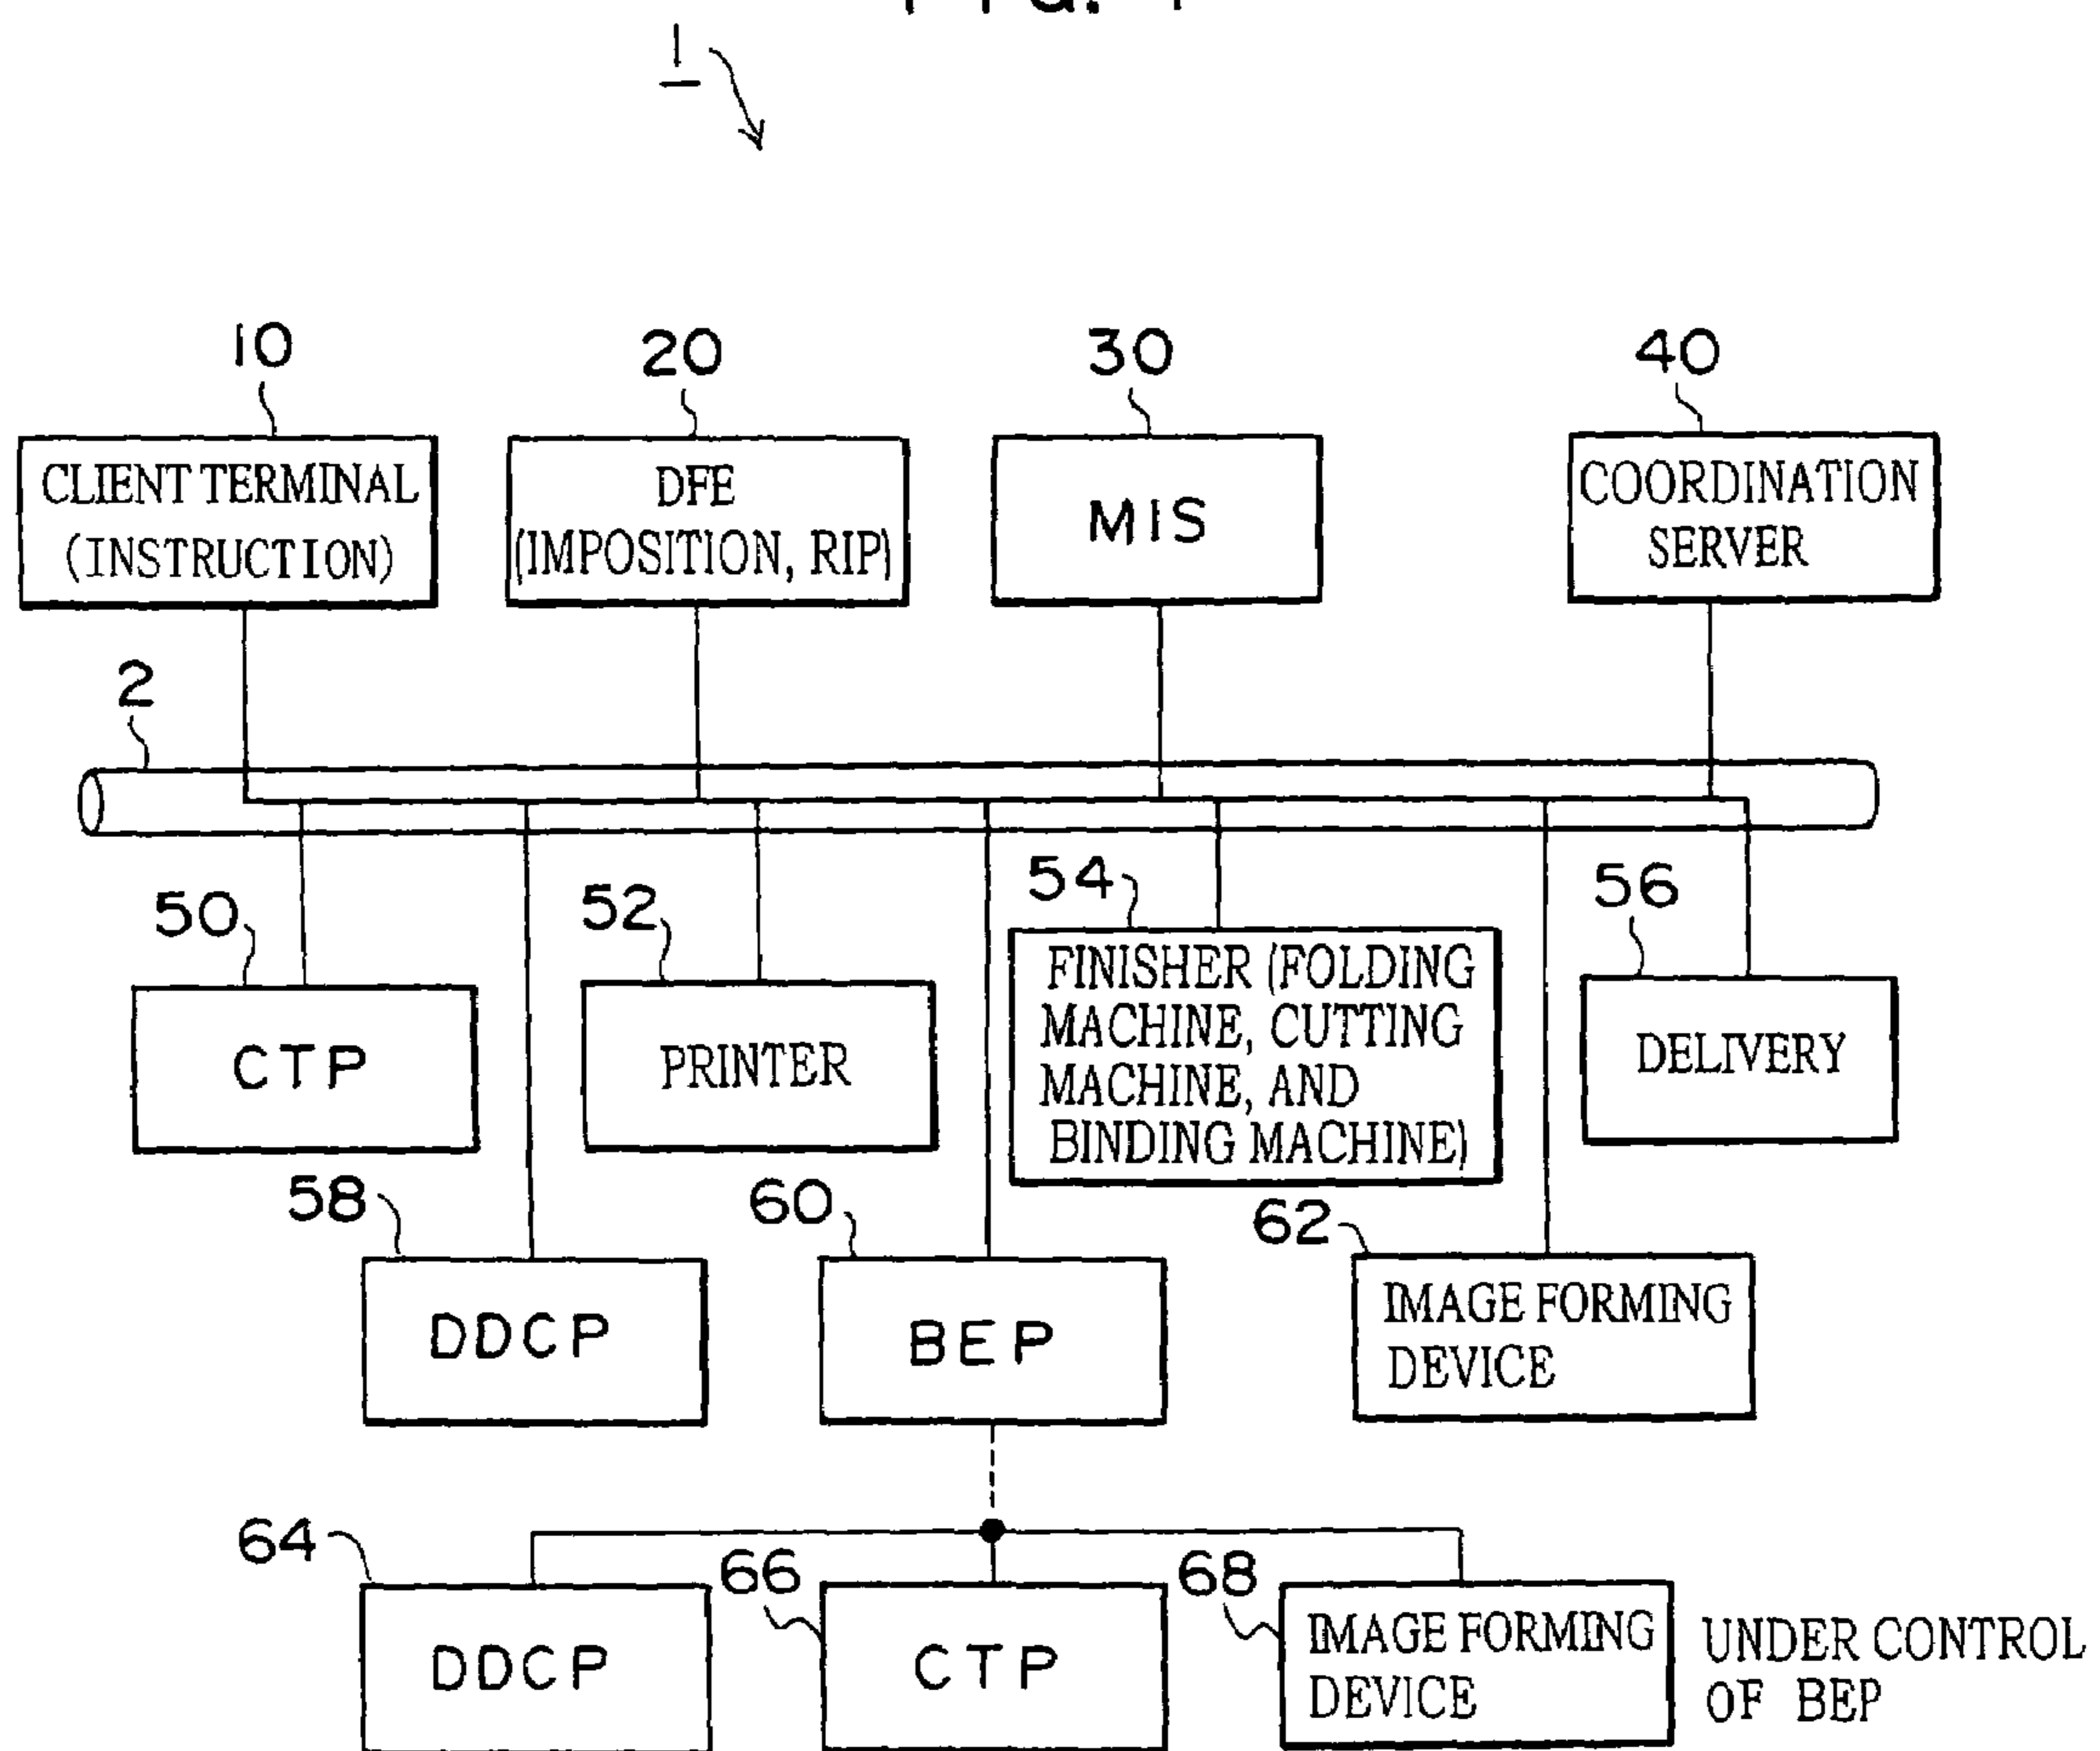 FIG. 1
1
10
20
30
40
CLIENT TERMINAL
(INSTRUCTION)
DFE
(IMPOSITION, RIP)
MIS
COORDINATION
SERVER
2
50
52
54
56
CTP
PRINTER
FINISHER (FOLDING
MACHINE, CUTTING
MACHINE, AND
BINDING MACHINE)
DELIVERY
58
60
62
DDCP
BEP
IMAGE FORMING
DEVICE
64
66
68
DDCP
CTP
IMAGE FORMING
DEVICE
UNDER CONTROL
OF BEP